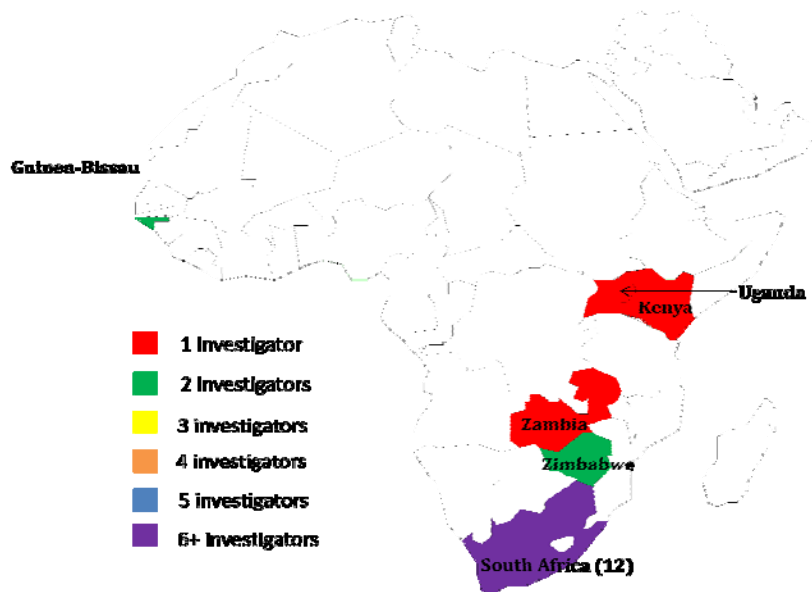 Guinea-Bissau
Uganda
Kenya
1 Investigator
2 Investigators
3 investigators
4 investigators
5 investigators
6+ Investigators
Zambia
Zimbabwe
South Africa (12)